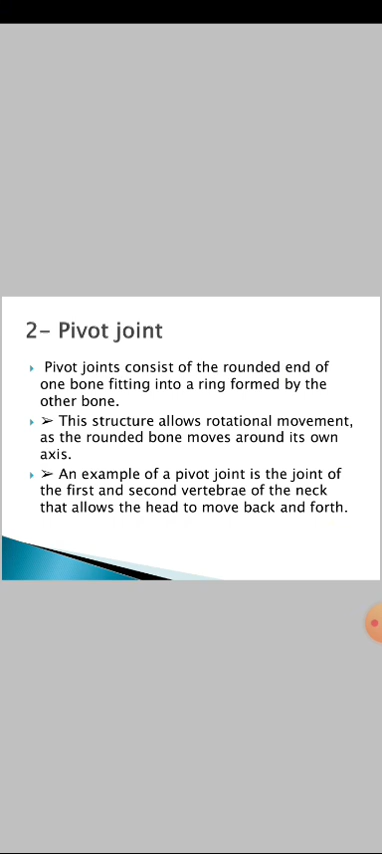 2- Pivot joint
Pivot joints consist of the rounded end of
one bone fitting into a ring formed by the
other bone.
➢ This structure allows rotational movement,
as the rounded bone moves around its own
axis.
➢ An example of a pivot joint is the joint of
the first and second vertebrae of the neck
that allows the head to move back and forth.